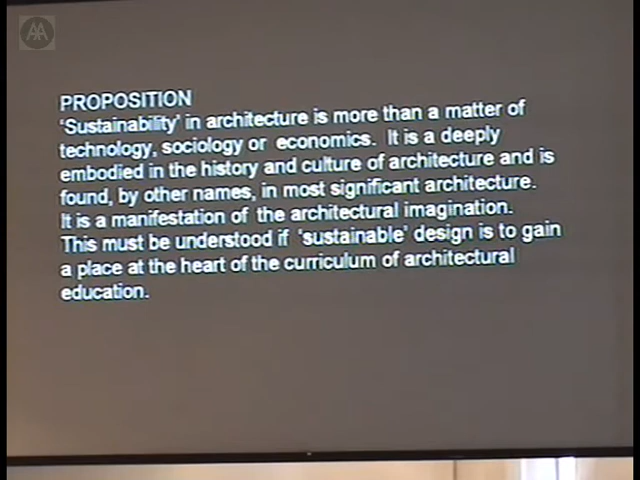 AA
PROPOSITION
‘Sustainability’ in architecture is more than a matter of
technology, sociology or economics. It is a deeply
embodied in the history and culture of architecture and is
found, by other names, in most significant architecture.
It is a manifestation of the architectural imagination.
This must be understood if ‘sustainable’ design is to gain
a place at the heart of the curriculum of architectural
education.